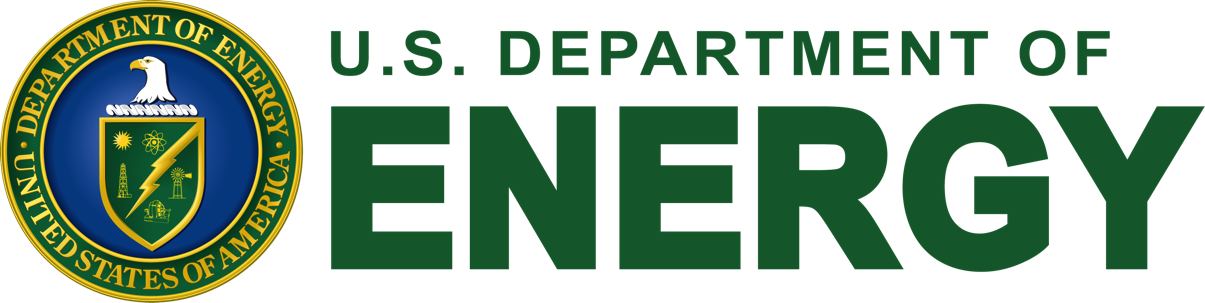 DEPARTMENT OF ENERGY
UNITED STATES OF AMERICA
U.S. DEPARTMENT OF
ENERGY